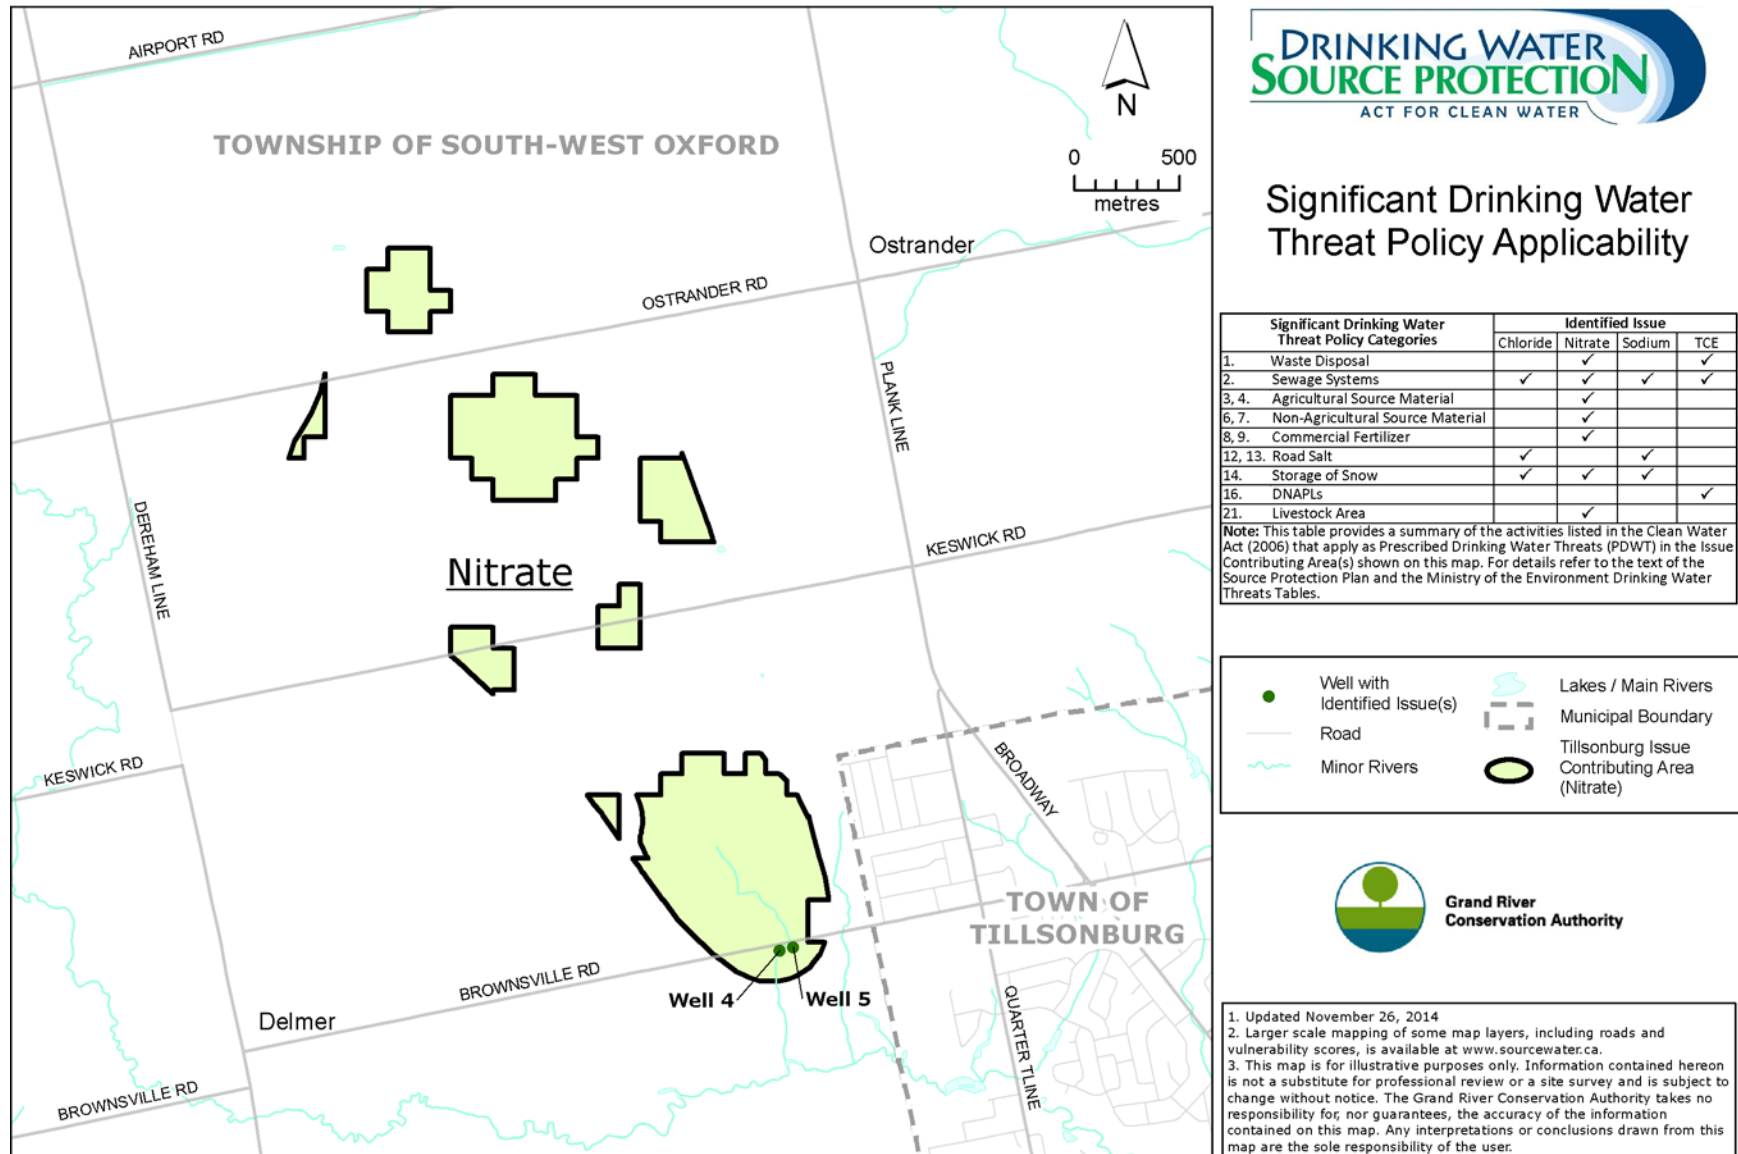 AIRPORT RD
TOWNSHIP OF SOUTH-WEST OXFORD
N
0 500
metres
Ostrander
OSTRANDER RD
PLANK LINE
DEREHAM LINE
KESWICK RD
Nitrate
KESWICK RD
BROADWAY
TOWN OF
TILLSONBURG
BROWNSVILLE RD
Well 4
Well 5
QUARTER TLINE
Delmer
BROWNSVILLE RD
DRINKING WATER
SOURCE PROTECTION
ACT FOR CLEAN WATER
Significant Drinking Water
Threat Policy Applicability
Significant Drinking Water
Threat Policy Categories
Identified Issue
Chloride Nitrate Sodium TCE
1. Waste Disposal ✓ ✓
2. Sewage Systems ✓ ✓ ✓ ✓
3, 4. Agricultural Source Material ✓
6, 7. Non-Agricultural Source Material ✓
8, 9. Commercial Fertilizer ✓
12, 13. Road Salt ✓ ✓
14. Storage of Snow ✓ ✓ ✓
16. DNAPLs ✓
21. Livestock Area ✓
Note: This table provides a summary of the activities listed in the Clean Water
Act (2006) that apply as Prescribed Drinking Water Threats (PDWT) in the Issue
Contributing Area(s) shown on this map. For details refer to the text of the
Source Protection Plan and the Ministry of the Environment Drinking Water
Threats Tables.
Well with
Identified Issue(s)
Road
Minor Rivers
Lakes / Main Rivers
Municipal Boundary
Tillsonburg Issue
Contributing Area
(Nitrate)
Grand River
Conservation Authority
1. Updated November 26, 2014
2. Larger scale mapping of some map layers, including roads and
vulnerability scores, is available at www.sourcewater.ca.
3. This map is for illustrative purposes only. Information contained hereon
is not a substitute for professional review or a site survey and is subject to
change without notice. The Grand River Conservation Authority takes no
responsibility for, nor guarantees, the accuracy of the information
contained on this map. Any interpretations or conclusions drawn from this
map are the sole responsibility of the user.